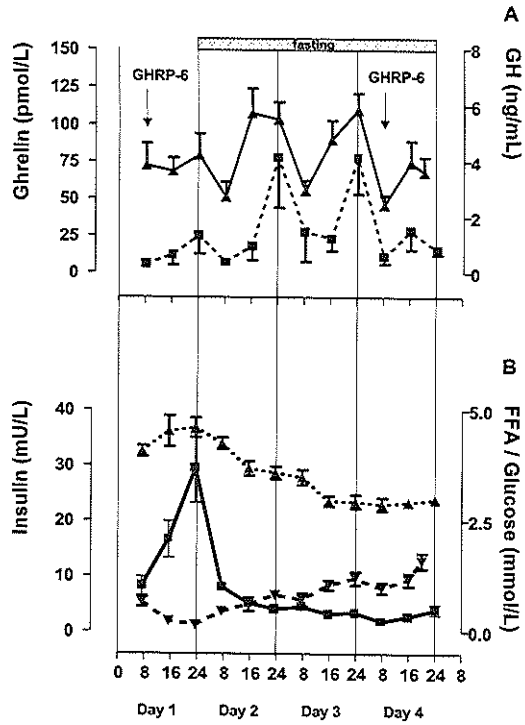 A
fasting
150
125
100
75
50
25
0
Ghrelin (pmol/L)
GHRP-6
GHRP-6
8
6
4
2
0
GH (ng/mL)
B
40
30
20
10
0
Insulin (mU/L)
5.0
2.5
0.0
FFA / Glucose (mmol/L)
0 8 16 24 8 16 24 8 16 24 8 16 24 8
Day 1 Day 2 Day 3 Day 4